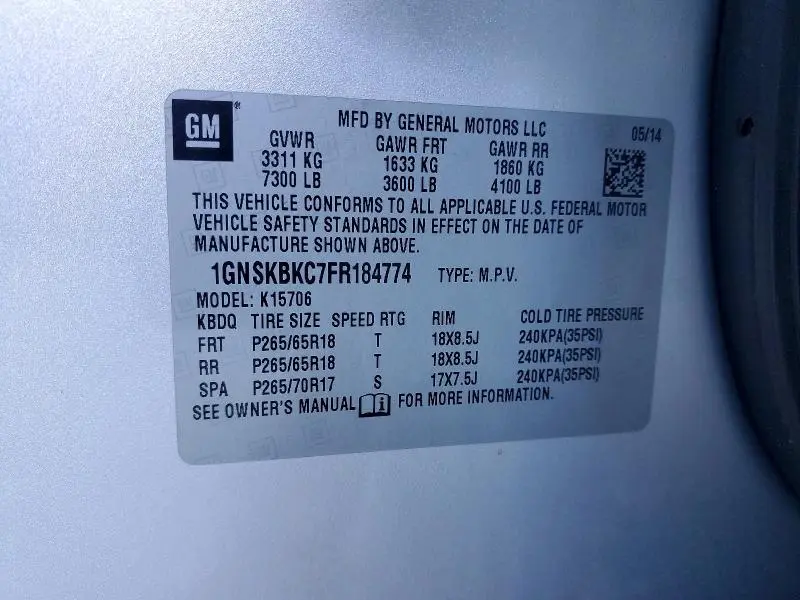 GM
MFD BY GENERAL MOTORS LLC 05/14
GVWR GAWR FRT GAWR RR
3311 KG 1633 KG 1860 KG
7300 LB 3600 LB 4100 LB
THIS VEHICLE CONFORMS TO ALL APPLICABLE U.S. FEDERAL MOTOR
VEHICLE SAFETY STANDARDS IN EFFECT ON THE DATE OF
MANUFACTURE SHOWN ABOVE.
1GNSKBKC7FR184774 TYPE: M.P.V.
MODEL: K15706
KBDQ TIRE SIZE SPEED RTG RIM COLD TIRE PRESSURE
FRT P265/65R18 T 18X8.5J 240KPA(35PSI)
RR P265/65R18 T 18X8.5J 240KPA(35PSI)
SPA P265/70R17 S 17X7.5J 240KPA(35PSI)
SEE OWNER'S MANUAL FOR MORE INFORMATION.